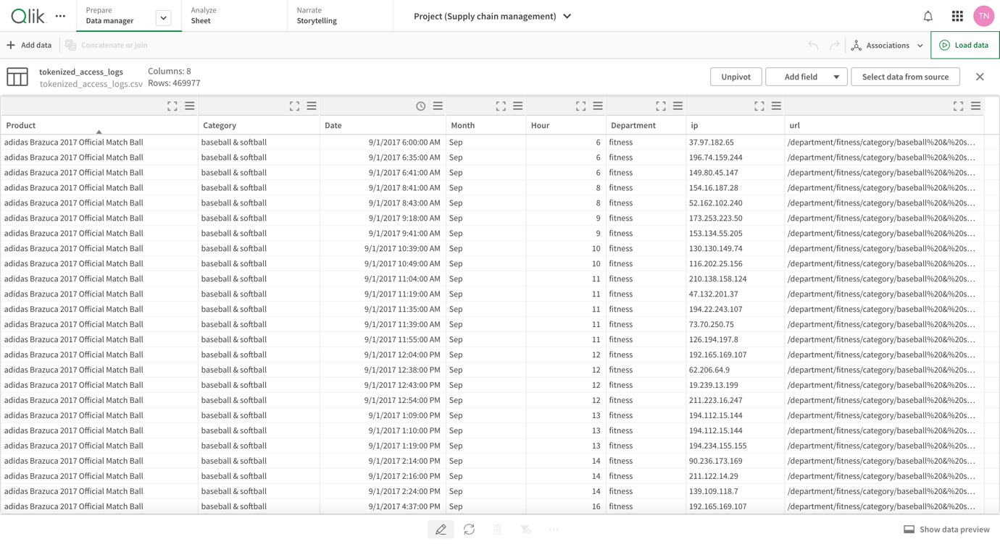 Qlik
Prepare
Data manager
Analyze
Sheet
Narrate
Storytelling
Project (Supply chain management)
TN
Add data
Concatenate or join
Associations
Load data
tokenized_access_logs
tokenized_access_logs.csv
Columns: 8
Rows: 469977
Unpivot
Add field
Select data from source
Product Category Date Month Hour Department ip url
adidas Brazuca 2017 Official Match Ball baseball & softball 9/1/2017 6:00:00 AM Sep 6 fitness 37.97.182.65 /department/fitness/category/baseball%20&%20s...
adidas Brazuca 2017 Official Match Ball baseball & softball 9/1/2017 6:35:00 AM Sep 6 fitness 196.74.159.244 /department/fitness/category/baseball%20&%20s...
adidas Brazuca 2017 Official Match Ball baseball & softball 9/1/2017 6:41:00 AM Sep 6 fitness 149.80.45.147 /department/fitness/category/baseball%20&%20s...
adidas Brazuca 2017 Official Match Ball baseball & softball 9/1/2017 8:41:00 AM Sep 8 fitness 154.16.187.28 /department/fitness/category/baseball%20&%20s...
adidas Brazuca 2017 Official Match Ball baseball & softball 9/1/2017 8:43:00 AM Sep 8 fitness 52.162.102.240 /department/fitness/category/baseball%20&%20s...
adidas Brazuca 2017 Official Match Ball baseball & softball 9/1/2017 9:18:00 AM Sep 9 fitness 173.253.223.50 /department/fitness/category/baseball%20&%20s...
adidas Brazuca 2017 Official Match Ball baseball & softball 9/1/2017 9:41:00 AM Sep 9 fitness 153.134.55.205 /department/fitness/category/baseball%20&%20s...
adidas Brazuca 2017 Official Match Ball baseball & softball 9/1/2017 10:39:00 AM Sep 10 fitness 130.130.149.74 /department/fitness/category/baseball%20&%20s...
adidas Brazuca 2017 Official Match Ball baseball & softball 9/1/2017 10:49:00 AM Sep 10 fitness 116.202.25.156 /department/fitness/category/baseball%20&%20s...
adidas Brazuca 2017 Official Match Ball baseball & softball 9/1/2017 11:04:00 AM Sep 11 fitness 210.138.158.124 /department/fitness/category/baseball%20&%20s...
adidas Brazuca 2017 Official Match Ball baseball & softball 9/1/2017 11:19:00 AM Sep 11 fitness 47.132.201.37 /department/fitness/category/baseball%20&%20s...
adidas Brazuca 2017 Official Match Ball baseball & softball 9/1/2017 11:35:00 AM Sep 11 fitness 194.22.243.107 /department/fitness/category/baseball%20&%20s...
adidas Brazuca 2017 Official Match Ball baseball & softball 9/1/2017 11:39:00 AM Sep 11 fitness 73.70.250.75 /department/fitness/category/baseball%20&%20s...
adidas Brazuca 2017 Official Match Ball baseball & softball 9/1/2017 11:55:00 AM Sep 11 fitness 126.194.197.8 /department/fitness/category/baseball%20&%20s...
adidas Brazuca 2017 Official Match Ball baseball & softball 9/1/2017 12:04:00 PM Sep 12 fitness 192.165.169.107 /department/fitness/category/baseball%20&%20s...
adidas Brazuca 2017 Official Match Ball baseball & softball 9/1/2017 12:38:00 PM Sep 12 fitness 62.206.64.9 /department/fitness/category/baseball%20&%20s...
adidas Brazuca 2017 Official Match Ball baseball & softball 9/1/2017 12:43:00 PM Sep 12 fitness 19.239.13.199 /department/fitness/category/baseball%20&%20s...
adidas Brazuca 2017 Official Match Ball baseball & softball 9/1/2017 12:54:00 PM Sep 12 fitness 211.223.16.247 /department/fitness/category/baseball%20&%20s...
adidas Brazuca 2017 Official Match Ball baseball & softball 9/1/2017 1:09:00 PM Sep 13 fitness 194.112.15.144 /department/fitness/category/baseball%20&%20s...
adidas Brazuca 2017 Official Match Ball baseball & softball 9/1/2017 1:10:00 PM Sep 13 fitness 194.112.15.144 /department/fitness/category/baseball%20&%20s...
adidas Brazuca 2017 Official Match Ball baseball & softball 9/1/2017 1:19:00 PM Sep 13 fitness 194.234.155.155 /department/fitness/category/baseball%20&%20s...
adidas Brazuca 2017 Official Match Ball baseball & softball 9/1/2017 2:14:00 PM Sep 14 fitness 90.236.173.169 /department/fitness/category/baseball%20&%20s...
adidas Brazuca 2017 Official Match Ball baseball & softball 9/1/2017 2:16:00 PM Sep 14 fitness 211.122.14.29 /department/fitness/category/baseball%20&%20s...
adidas Brazuca 2017 Official Match Ball baseball & softball 9/1/2017 2:24:00 PM Sep 14 fitness 139.109.118.7 /department/fitness/category/baseball%20&%20s...
adidas Brazuca 2017 Official Match Ball baseball & softball 9/1/2017 4:37:00 PM Sep 16 fitness 192.165.169.107 /department/fitness/category/baseball%20&%20s...
Show data preview